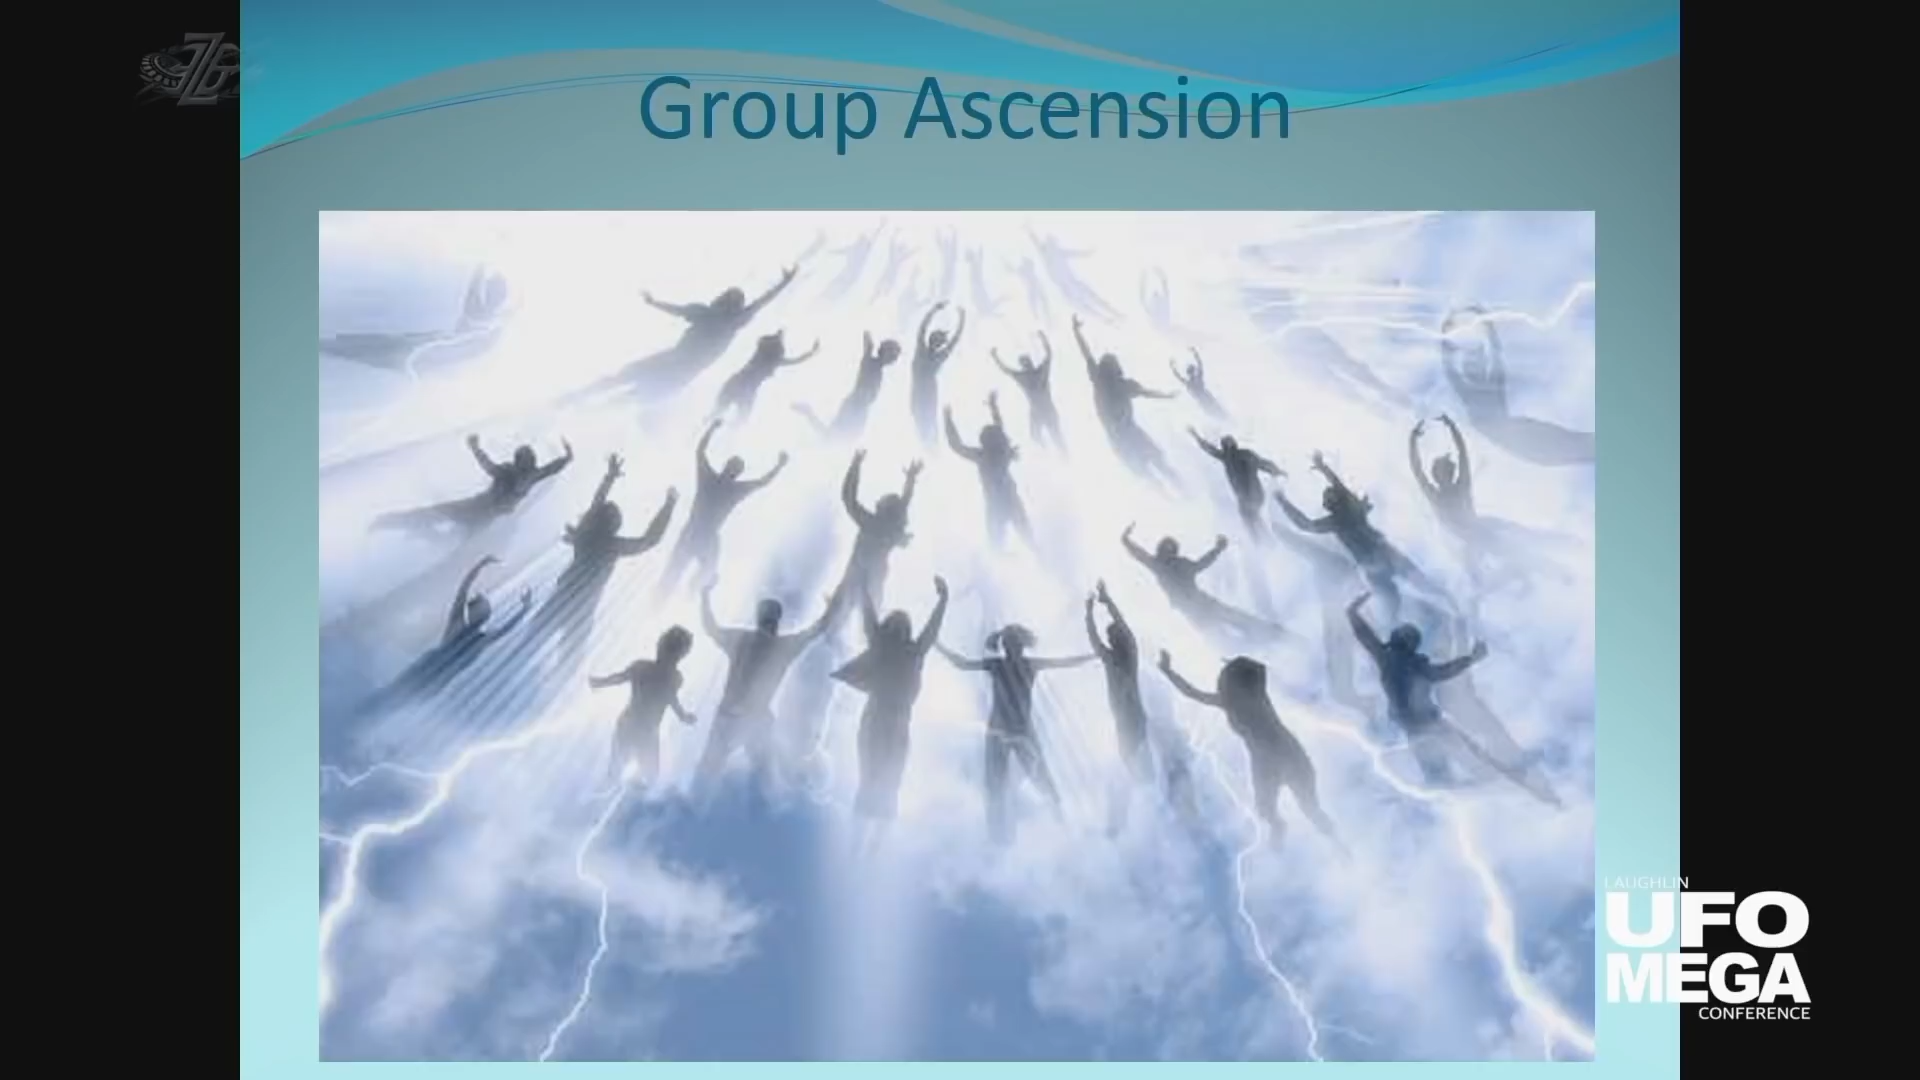 Group Ascension
LAUGHLIN
UFO
MEGA
CONFERENCE